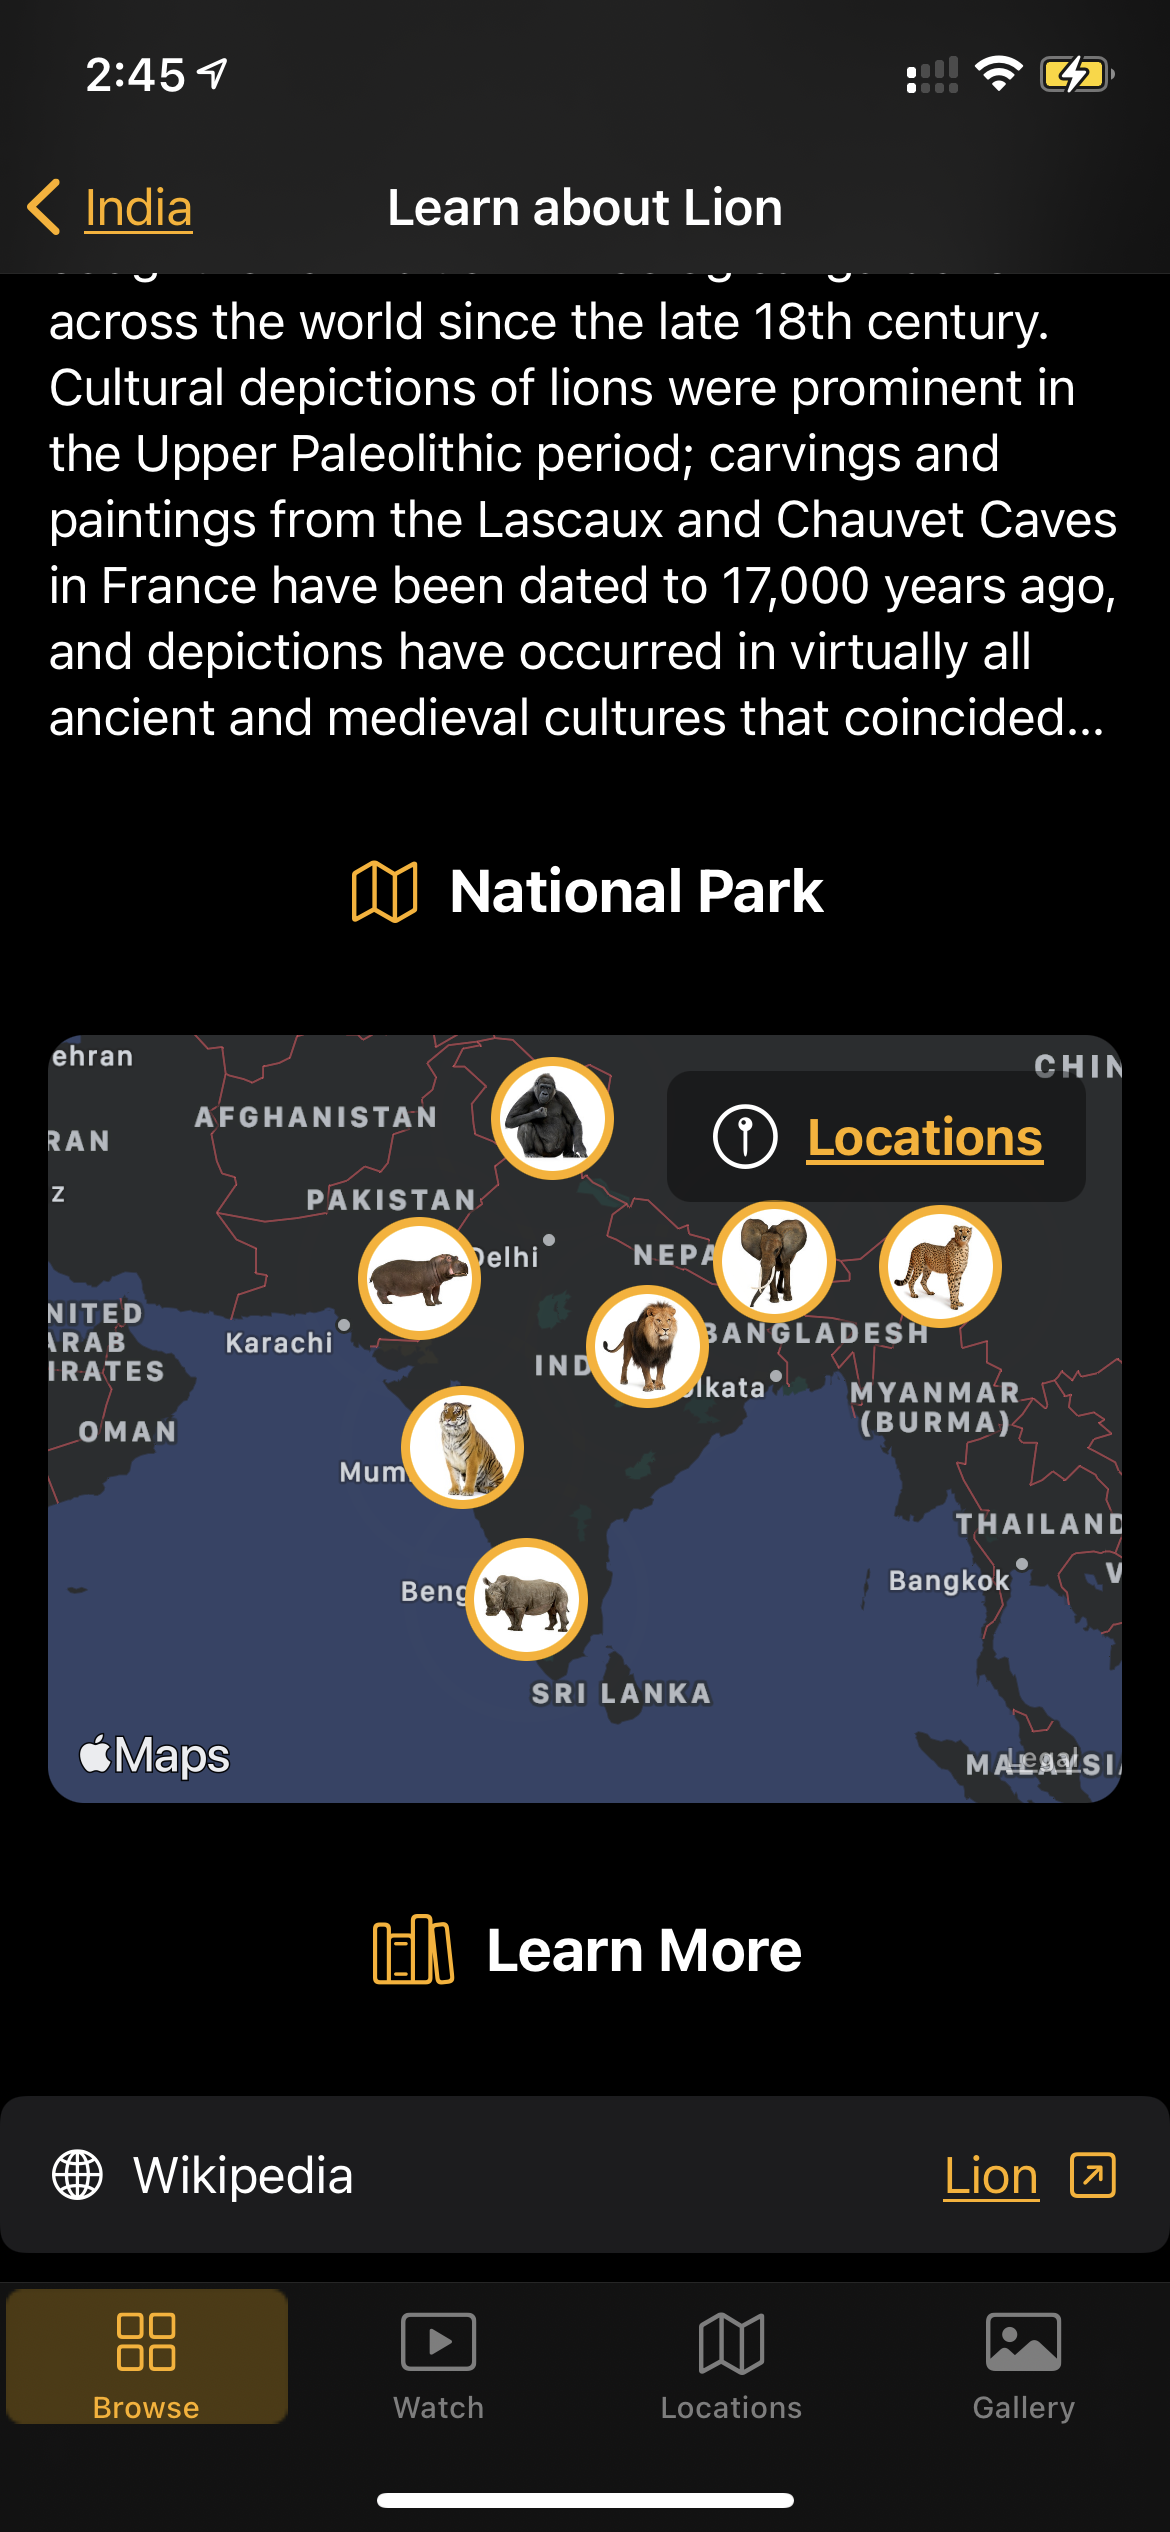 2:45
India
Learn about Lion
across the world since the late 18th century.
Cultural depictions of lions were prominent in
the Upper Paleolithic period; carvings and
paintings from the Lascaux and Chauvet Caves
in France have been dated to 17,000 years ago,
and depictions have occurred in virtually all
ancient and medieval cultures that coincided...
National Park
ehran
CHIN
AFGHANISTAN
Locations
RAN
Z
PAKISTAN
Delhi
NEPA
NITED
ARAB
IRATES
Karachi
BANGLADESH
IND
olkata
MYANMAR
(BURMA)
OMAN
Mum
THAILAND
Bangkok
V
Beng
SRI LANKA
Maps
Legal
MALAYSIA
Learn More
Wikipedia
Lion
Browse
Watch
Locations
Gallery